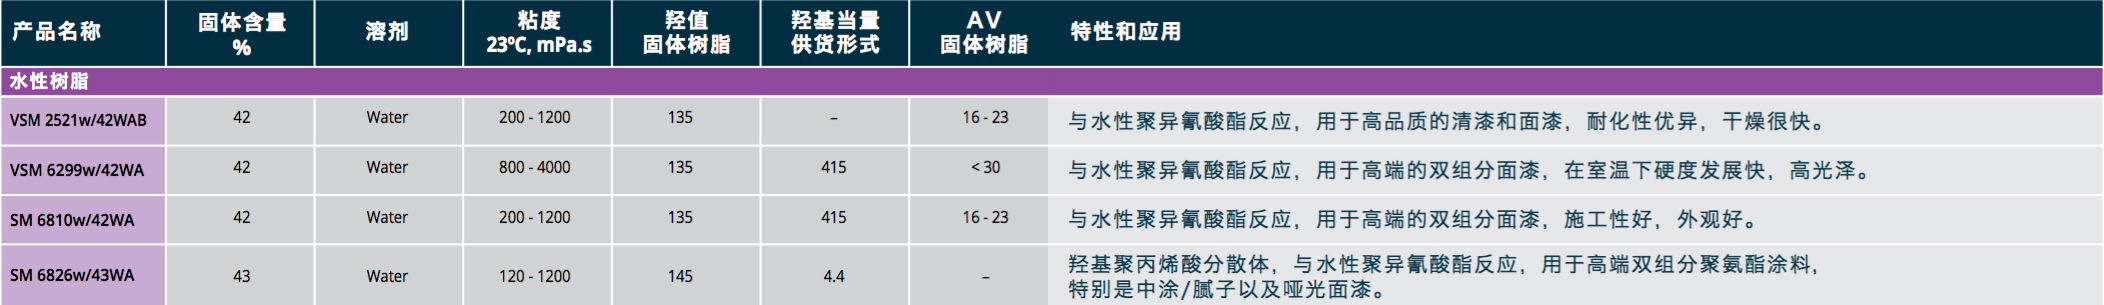 产品名称 固体含量 % 溶剂 粘度 23ºC, mPa.s 羟值 固体树脂 羟基当量 供货形式 AV 固体树脂 特性和应用
水性树脂
VSM 2521w/42WAB 42 Water 200 - 1200 135 – 16 - 23 与水性聚异氰酸酯反应，用于高品质的清漆和面漆，耐化性优异，干燥很快。
VSM 6299w/42WA 42 Water 800 - 4000 135 415 < 30 与水性聚异氰酸酯反应，用于高端的双组分面漆，在室温下硬度发展快，高光泽。
SM 6810w/42WA 42 Water 200 - 1200 135 415 16 - 23 与水性聚异氰酸酯反应，用于高端的双组分面漆，施工性好，外观好。
SM 6826w/43WA 43 Water 120 - 1200 145 4.4 – 羟基聚丙烯酸分散体，与水性聚异氰酸酯反应，用于高端双组分聚氨酯涂料，
特别是中涂/腻子以及哑光面漆。